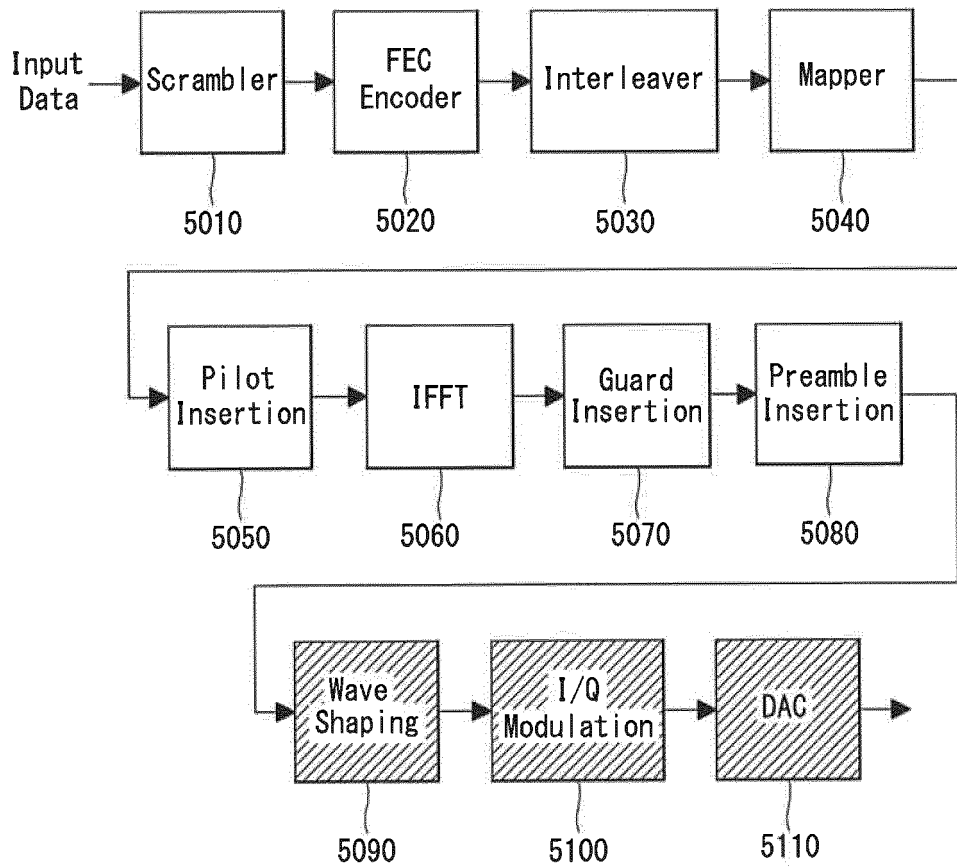 Input
Data
Scrambler
FEC
Encoder
Interleaver
Mapper
5010
5020
5030
5040
Pilot
Insertion
IFFT
Guard
Insertion
Preamble
Insertion
5050
5060
5070
5080
Wave
Shaping
I/Q
Modulation
DAC
5090
5100
5110